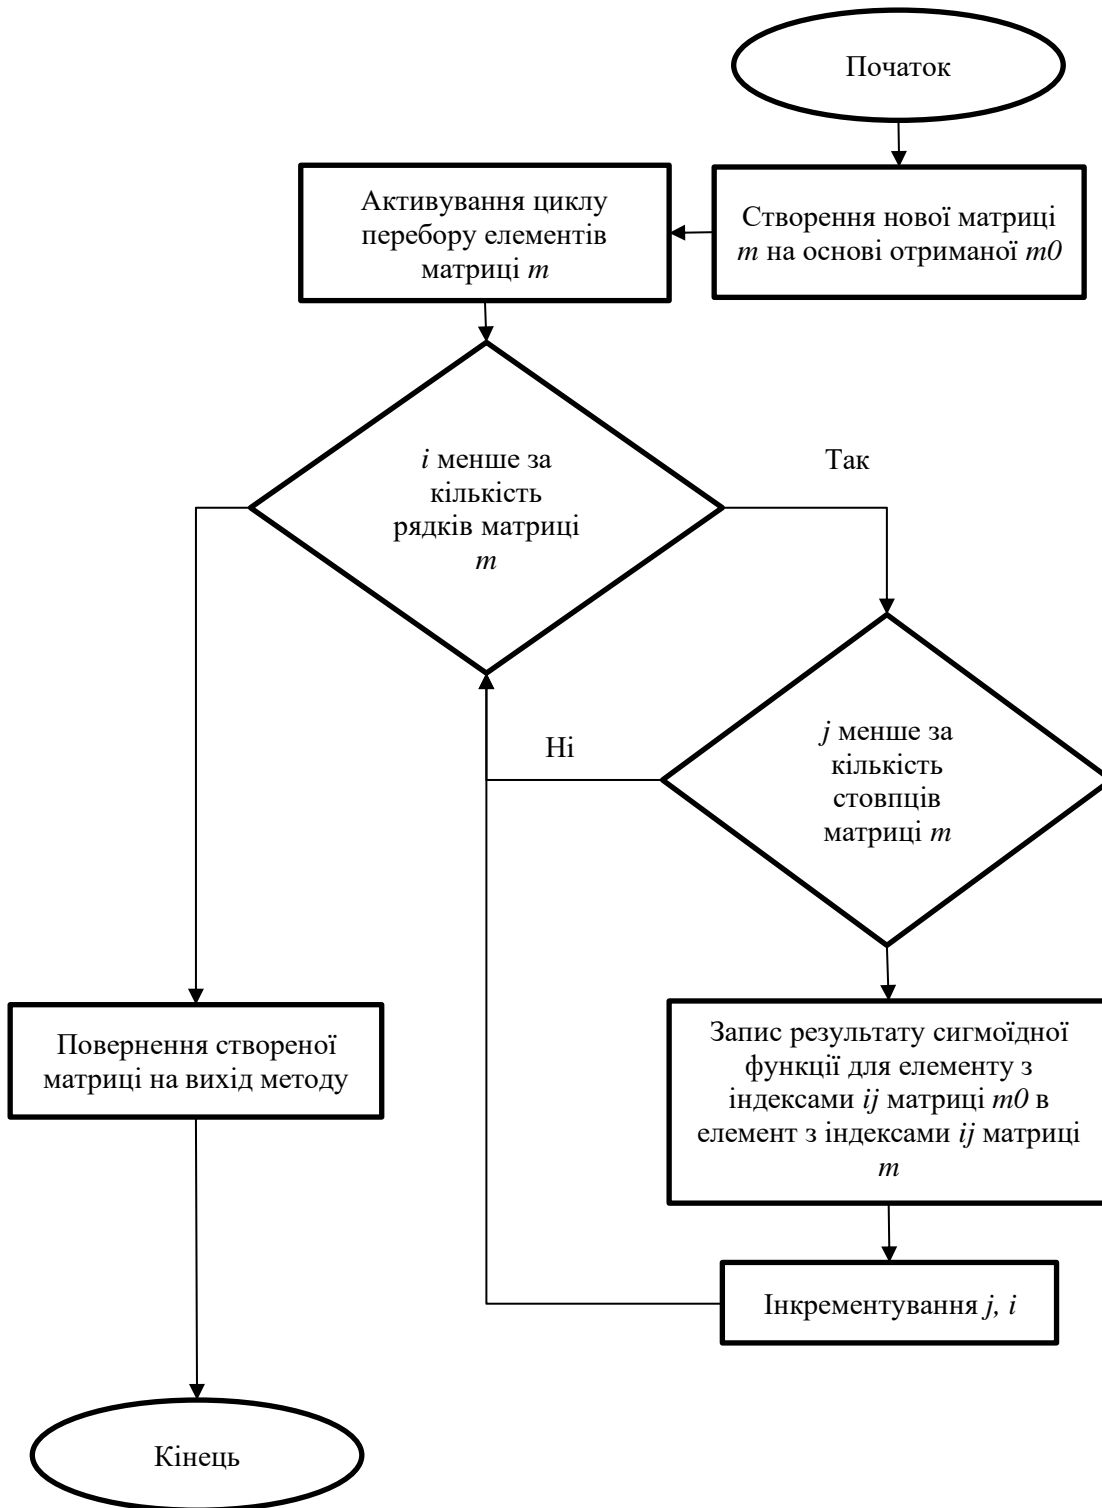 Початок
Створення нової матриці
m на основі отриманої m0
Активування циклу
перебору елементів
матриці m
i менше за
кількість
рядків матриці
m
Так
j менше за
кількість
стовпців
матриці m
Ні
Запис результату сигмоїдної
функції для елементу з
індексами ij матриці m0 в
елемент з індексами ij матриці
m
Інкрементування j, i
Повернення створеної
матриці на вихід методу
Кінець